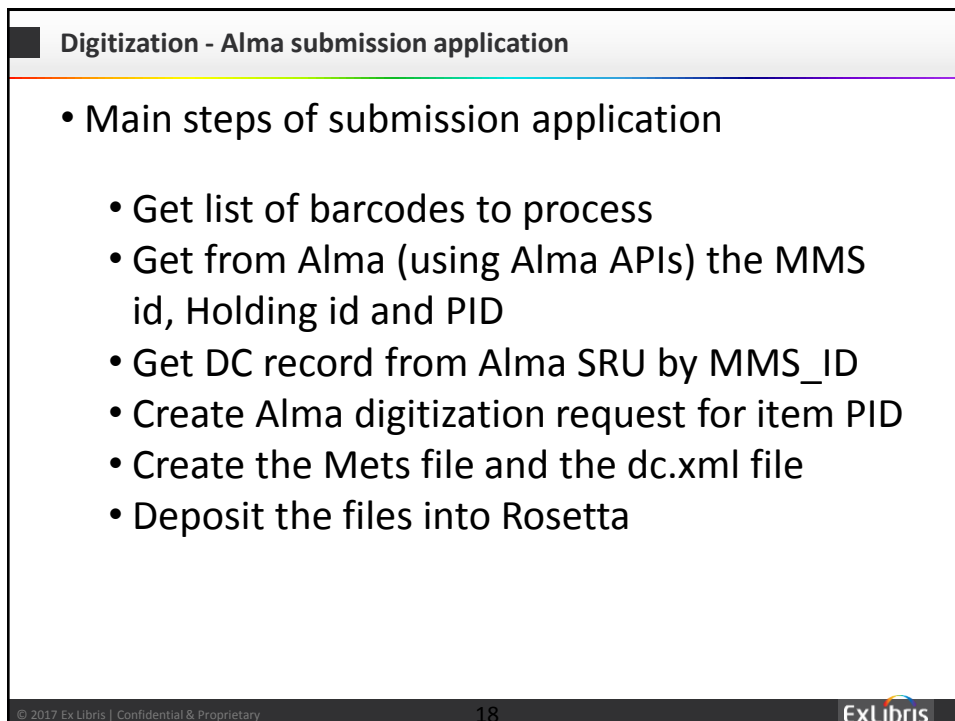 Digitization - Alma submission application
• Main steps of submission application
• Get list of barcodes to process
• Get from Alma (using Alma APIs) the MMS
id, Holding id and PID
• Get DC record from Alma SRU by MMS_ID
• Create Alma digitization request for item PID
• Create the Mets file and the dc.xml file
• Deposit the files into Rosetta
© 2017 Ex Libris | Confidential & Proprietary
18
ExLibris